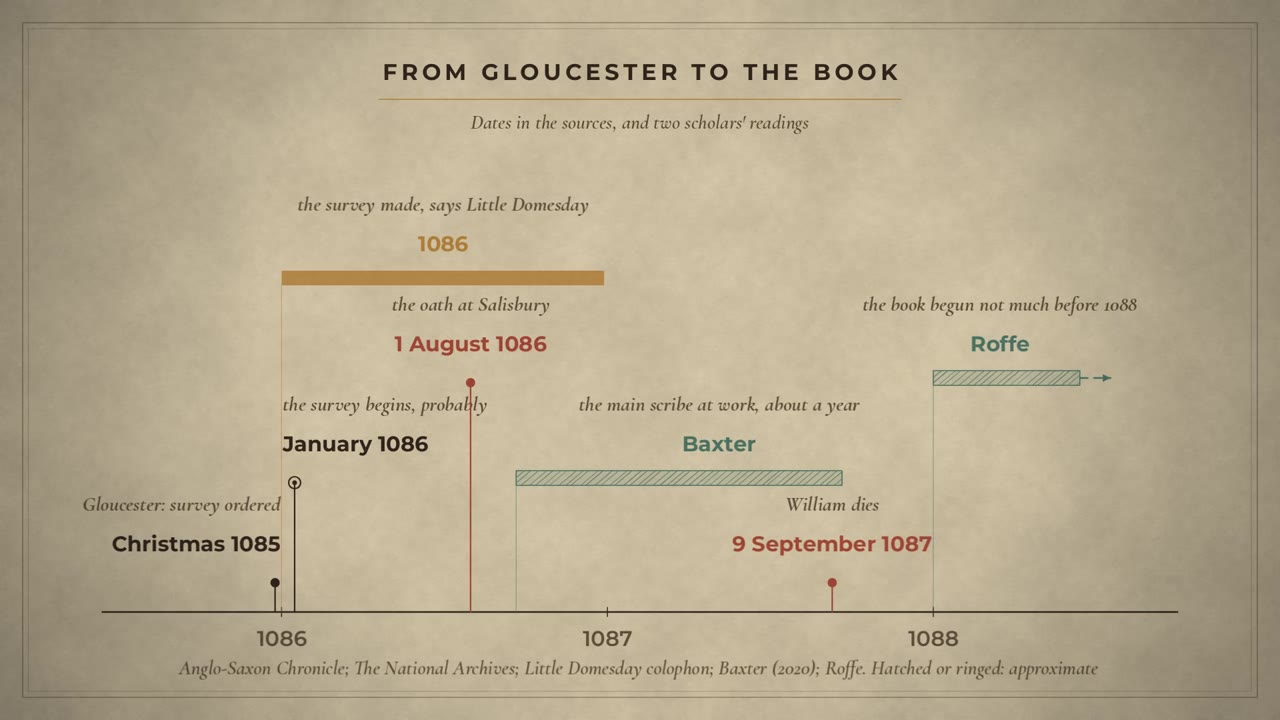 FROM GLOUCESTER TO THE BOOK
Dates in the sources, and two scholars' readings
the survey made, says Little Domesday
1086
the oath at Salisbury
1 August 1086
the book begun not much before 1088
Roffe
the survey begins, probably
January 1086
the main scribe at work, about a year
Baxter
Gloucester: survey ordered
Christmas 1085
William dies
9 September 1087
1086
1087
1088
Anglo-Saxon Chronicle; The National Archives; Little Domesday colophon; Baxter (2020); Roffe. Hatched or ringed: approximate